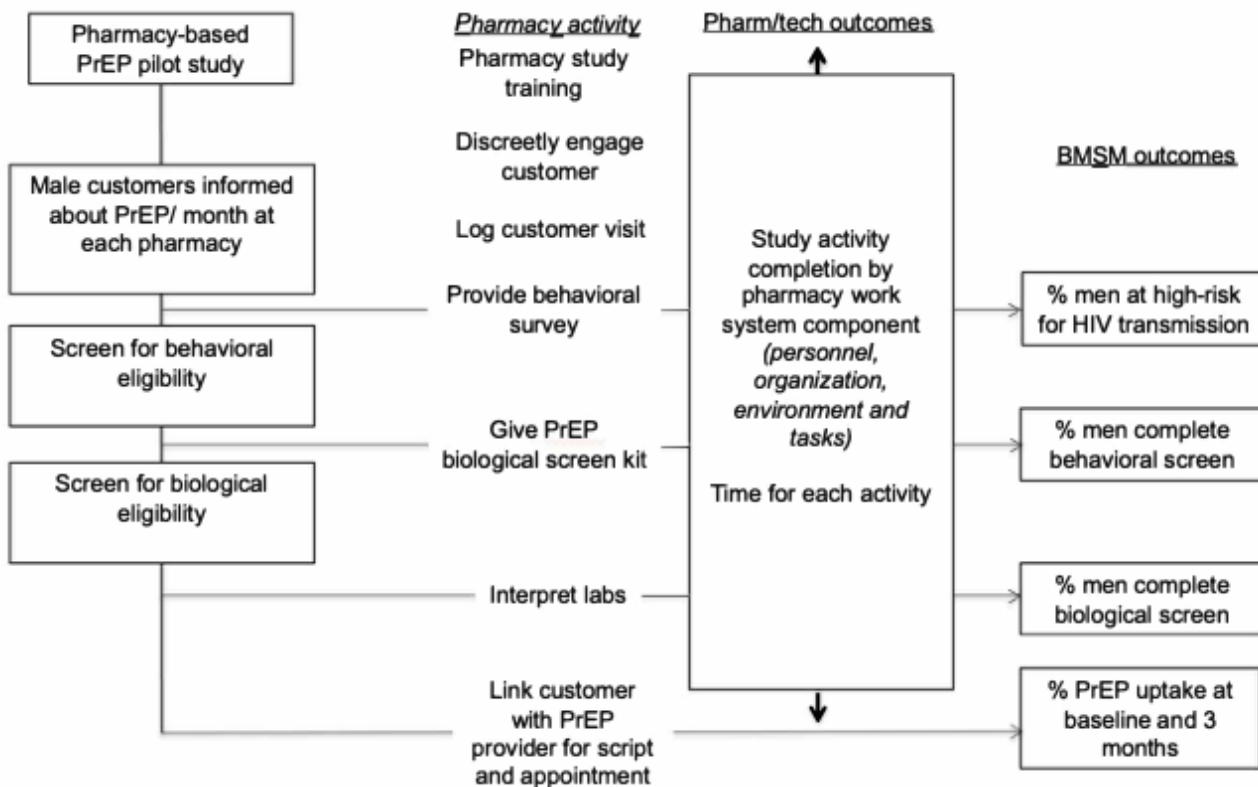 Pharmacy-based
PrEP pilot study
Male customers informed
about PrEP/ month at
each pharmacy
Screen for behavioral
eligibility
Screen for biological
eligibility
Pharmacy activity
Pharmacy study
training
Discreetly engage
customer
Log customer visit
Provide behavioral
survey
Give PrEP
biological screen kit
Interpret labs
Link customer
with PrEP
provider for script
and appointment
Pharm/tech outcomes
Study activity
completion by
pharmacy work
system component
(personnel,
organization,
environment and
tasks)
Time for each activity
BMSM outcomes
% men at high-risk
for HIV transmission
% men complete
behavioral screen
% men complete
biological screen
% PrEP uptake at
baseline and 3
months